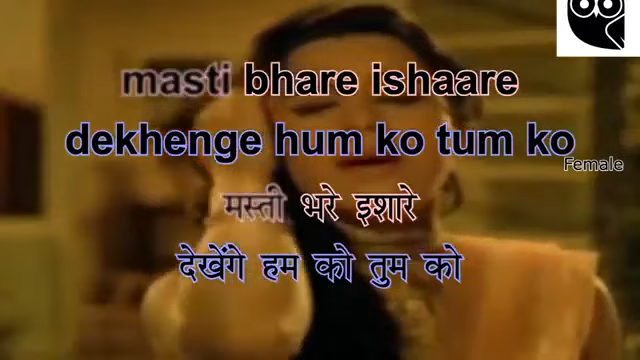 masti bhare ishaare
dekhenge hum ko tum ko
Female
मस्ती भरे इशारे
देखेंगे हम को तुम को